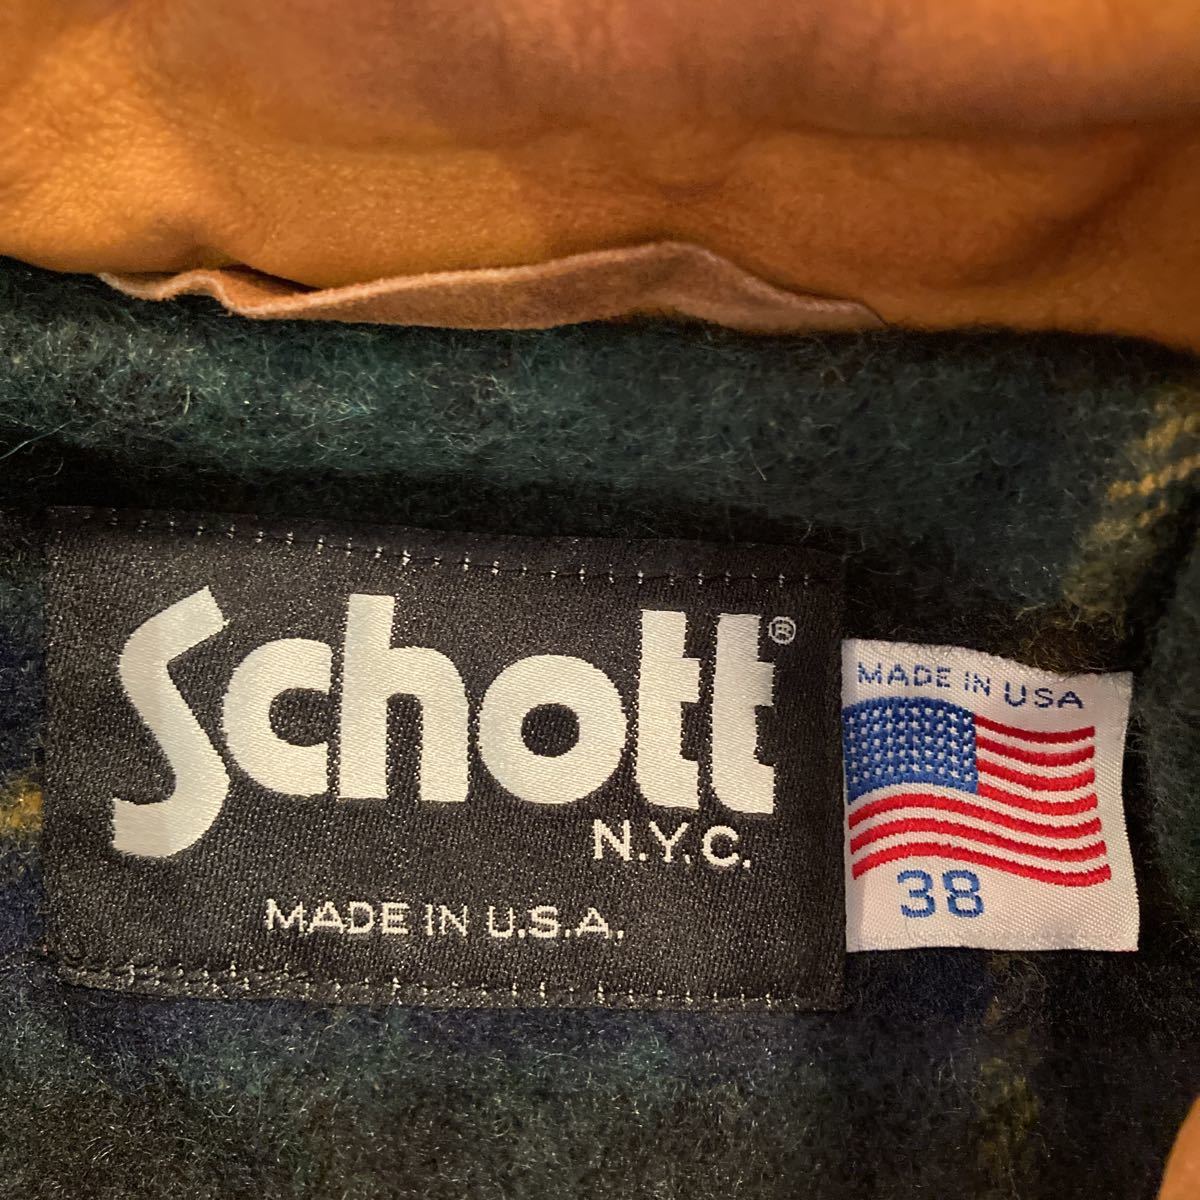 Schott®
N.Y.C.
MADE IN U.S.A.
MADE IN USA
38